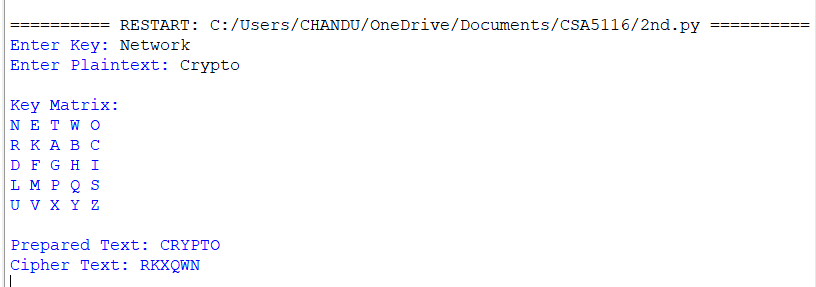 ========== RESTART: C:/Users/CHANDU/OneDrive/Documents/CSA5116/2nd.py ==========
Enter Key: Network
Enter Plaintext: Crypto
Key Matrix:
N E T W O
R K A B C
D F G H I
L M P Q S
U V X Y Z
Prepared Text: CRYPTO
Cipher Text: RKXQWN